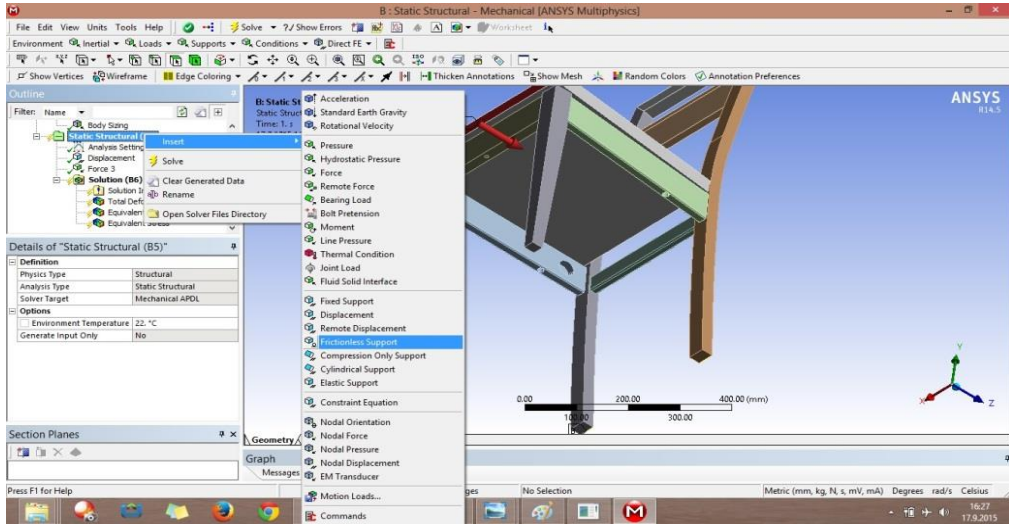 B : Static Structural - Mechanical [ANSYS Multiphysics]
File Edit View Units Tools Help Solve ?/ Show Errors Worksheet
Environment Inertial Loads Supports Conditions Direct FE
Show Vertices Wireframe Edge Coloring Thicken Annotations Show Mesh Random Colors Annotation Preferences
Outline
Filter: Name
Body Sizing
Static Structural (
Analysis Setting
Displacement
Force 3
Solution (B6)
Solution I
Total Defo
Equivalen
Equivalent Stress
Insert
Solve
Clear Generated Data
Rename
Open Solver Files Directory
Acceleration
Standard Earth Gravity
Rotational Velocity
Pressure
Hydrostatic Pressure
Force
Remote Force
Bearing Load
Bolt Pretension
Moment
Line Pressure
Thermal Condition
Joint Load
Fluid Solid Interface
Fixed Support
Displacement
Remote Displacement
Frictionless Support
Compression Only Support
Cylindrical Support
Elastic Support
Constraint Equation
Nodal Orientation
Nodal Force
Nodal Pressure
Nodal Displacement
EM Transducer
Motion Loads...
Commands
B: Static St
Static Struct
Time: 1. s
ANSYS
R14.5
Details of "Static Structural (B5)"
Definition
Physics Type Structural
Analysis Type Static Structural
Solver Target Mechanical APDL
Options
Environment Temperature 22. °C
Generate Input Only No
0.00 200.00 400.00 (mm)
100.00 300.00
Y
X Z
Section Planes
Geometry
Graph
Messages
Press F1 for Help
ges
No Selection
Metric (mm, kg, N, s, mV, mA) Degrees rad/s Celsius
16:27
17.9.2015